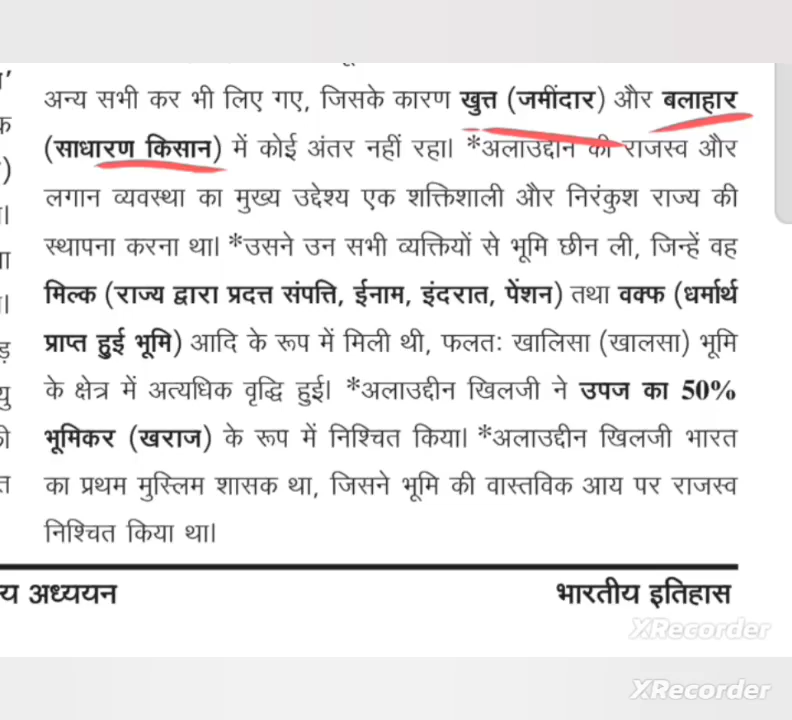 अन्य सभी कर भी लिए गए, जिसके कारण खुत्त (जमींदार) और बलाहार
(साधारण किसान) में कोई अंतर नहीं रहा। *अलाउद्दीन की राजस्व और
लगान व्यवस्था का मुख्य उद्देश्य एक शक्तिशाली और निरंकुश राज्य की
स्थापना करना था। *उसने उन सभी व्यक्तियों से भूमि छीन ली, जिन्हें वह
मिल्क (राज्य द्वारा प्रदत्त संपत्ति, ईनाम, इंदरात, पेंशन) तथा वक्फ (धर्मार्थ
प्राप्त हुई भूमि) आदि के रूप में मिली थी, फलतः खालिसा (खालसा) भूमि
के क्षेत्र में अत्यधिक वृद्धि हुई। *अलाउद्दीन खिलजी ने उपज का 50%
भूमिकर (खराज) के रूप में निश्चित किया। *अलाउद्दीन खिलजी भारत
का प्रथम मुस्लिम शासक था, जिसने भूमि की वास्तविक आय पर राजस्व
निश्चित किया था।
य अध्ययन भारतीय इतिहास
XRecorder
XRecorder